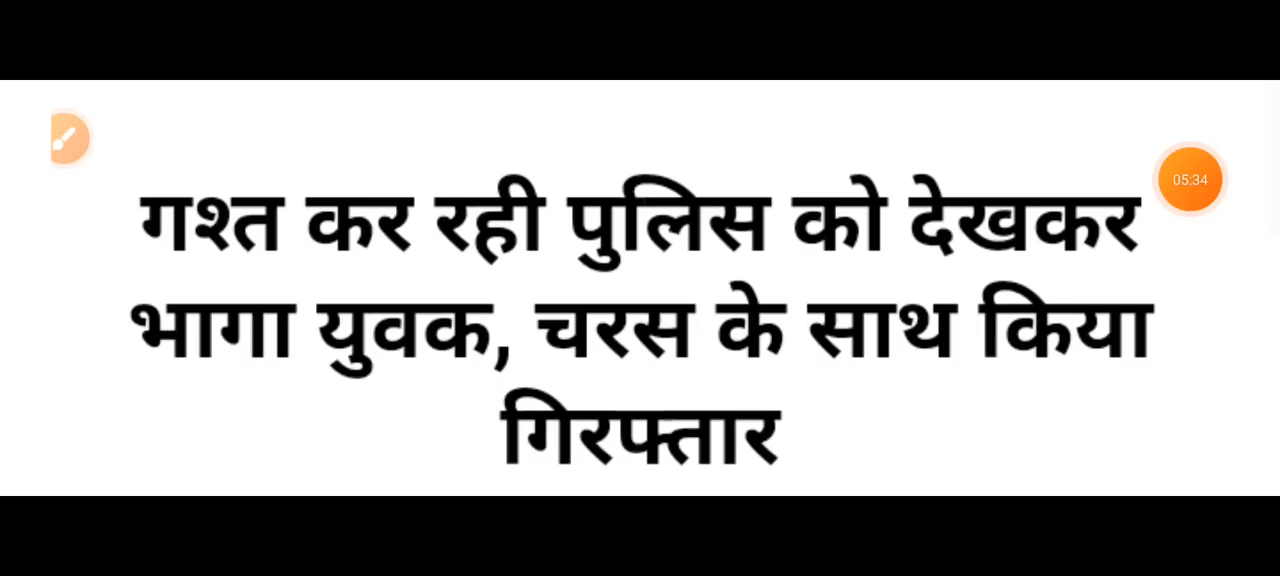 05:34
गश्त कर रही पुलिस को देखकर
भागा युवक, चरस के साथ किया
गिरफ्तार